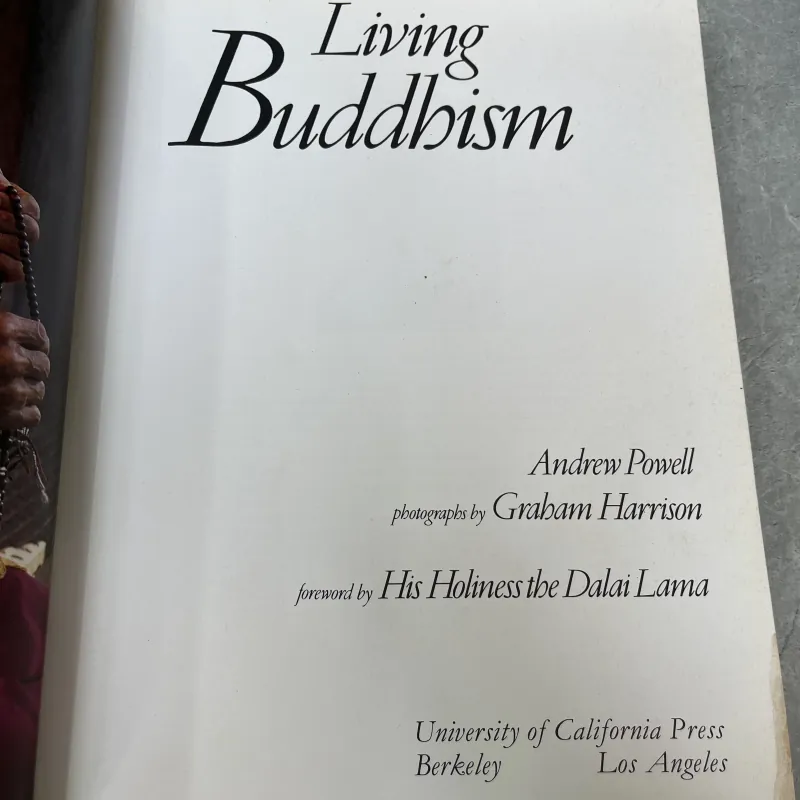 Living
Buddhism
Andrew Powell
photographs by Graham Harrison
foreword by His Holiness the Dalai Lama
University of California Press
Berkeley Los Angeles